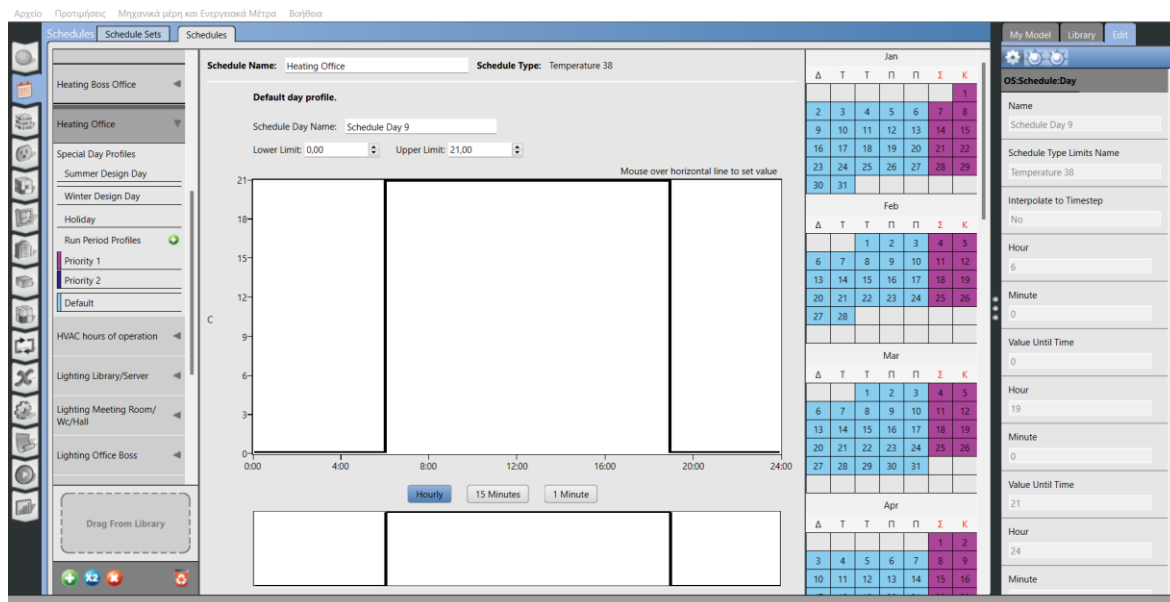 Αρχείο Προτιμήσεις Μηχανικά μέρη και Ενεργειακά Μέτρα Βοήθεια
Schedules Schedule Sets Schedules
My Model Library Edit
Heating Boss Office
Heating Office
Special Day Profiles
Summer Design Day
Winter Design Day
Holiday
Run Period Profiles
Priority 1
Priority 2
Default
HVAC hours of operation
Lighting Library/Server
Lighting Meeting Room/
Wc/Hall
Lighting Office Boss
Drag From Library
X2
Schedule Name: Heating Office Schedule Type: Temperature 38
Default day profile.
Schedule Day Name: Schedule Day 9
Lower Limit: 0,00 Upper Limit: 21,00
Mouse over horizontal line to set value
21
18
15
12
C
9
6
3
0
0:00 4:00 8:00 12:00 16:00 20:00 24:00
Hourly 15 Minutes 1 Minute
Jan
Δ Τ Τ Π Π Σ Κ
1
2 3 4 5 6 7 8
9 10 11 12 13 14 15
16 17 18 19 20 21 22
23 24 25 26 27 28 29
30 31
Feb
Δ Τ Τ Π Π Σ Κ
1 2 3 4 5
6 7 8 9 10 11 12
13 14 15 16 17 18 19
20 21 22 23 24 25 26
27 28
Mar
Δ Τ Τ Π Π Σ Κ
1 2 3 4 5
6 7 8 9 10 11 12
13 14 15 16 17 18 19
20 21 22 23 24 25 26
27 28 29 30 31
Apr
Δ Τ Τ Π Π Σ Κ
1 2
3 4 5 6 7 8 9
10 11 12 13 14 15 16
OS:Schedule:Day
Name
Schedule Day 9
Schedule Type Limits Name
Temperature 38
Interpolate to Timestep
No
Hour
6
Minute
0
Value Until Time
0
Hour
19
Minute
0
Value Until Time
21
Hour
24
Minute